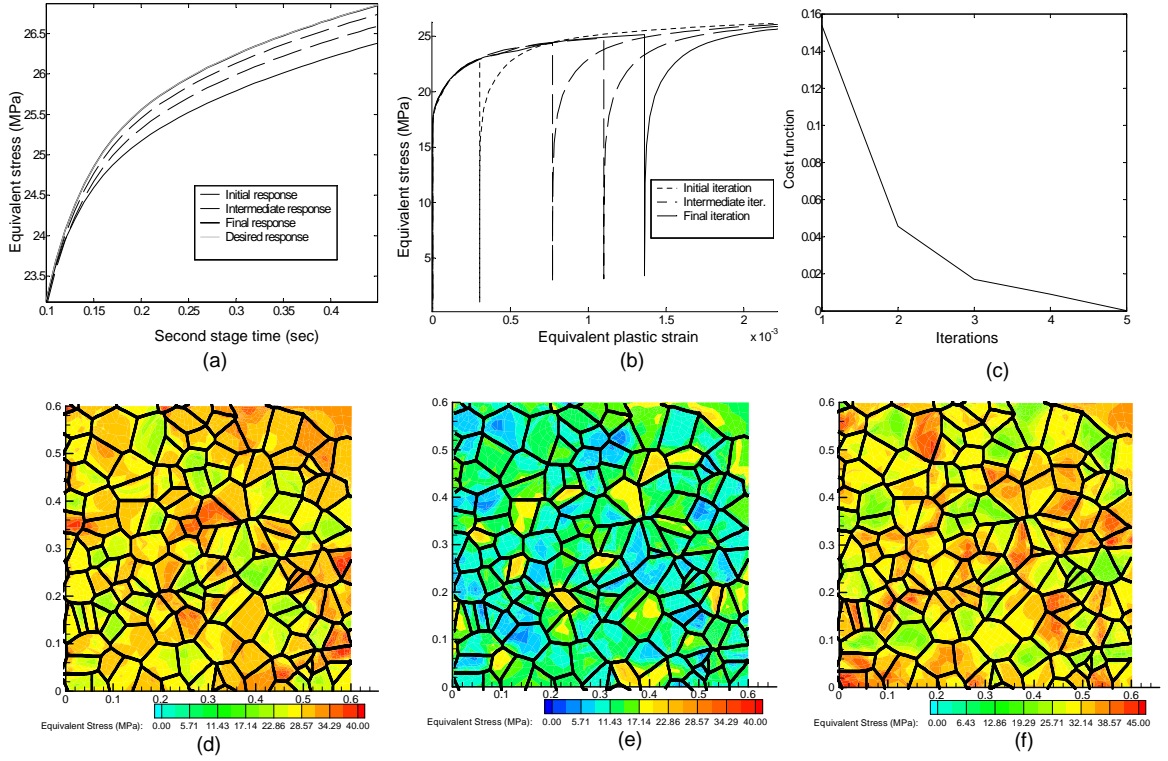 26.5
26
25.5
25
24.5
24
23.5
0.1 0.15 0.2 0.25 0.3 0.35 0.4
Equivalent stress (MPa)
Second stage time (sec)
Initial response
Intermediate response
Final response
Desired response
(a)
25
20
15
10
5
0 0.5 1 1.5 2
x 10-3
Equivalent stress (MPa)
Equivalent plastic strain
Initial iteration
Intermediate iter.
Final iteration
(b)
0.16
0.14
0.12
0.1
0.08
0.06
0.04
0.02
0
1 2 3 4 5
Cost function
Iterations
(c)
0.6
0.5
0.4
0.3
0.2
0.1
0
0 0.1 0.2 0.3 0.4 0.5 0.6
Equivalent Stress (MPa): 0.00 5.71 11.43 17.14 22.86 28.57 34.29 40.00
(d)
0.6
0.5
0.4
0.3
0.2
0.1
0
0 0.1 0.2 0.3 0.4 0.5 0.6
Equivalent Stress (MPa): 0.00 5.71 11.43 17.14 22.86 28.57 34.29 40.00
(e)
0.6
0.5
0.4
0.3
0.2
0.1
0
0 0.1 0.2 0.3 0.4 0.5 0.6
Equivalent Stress (MPa): 0.00 6.43 12.86 19.29 25.71 32.14 38.57 45.00
(f)